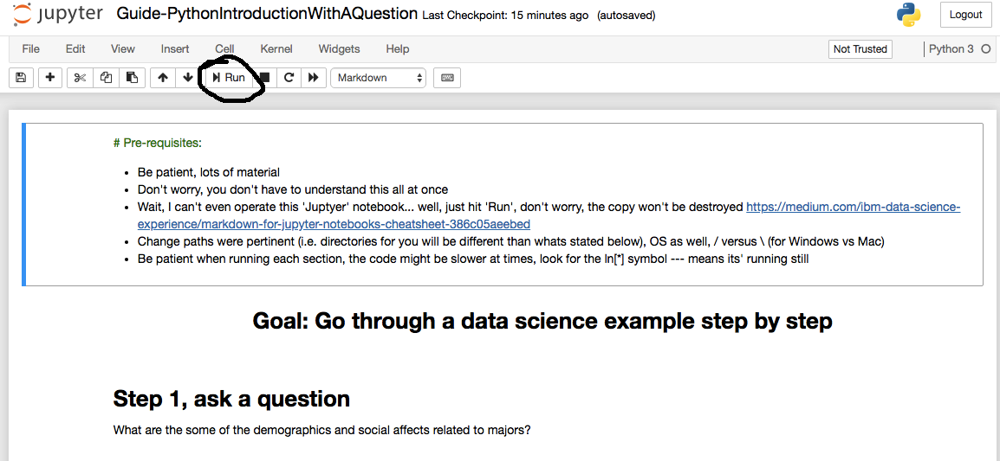 jupyter Guide-PythonIntroductionWithAQuestion Last Checkpoint: 15 minutes ago (autosaved) Logout
File Edit View Insert Cell Kernel Widgets Help Not Trusted Python 3
Run Markdown
# Pre-requisites:
• Be patient, lots of material
• Don't worry, you don't have to understand this all at once
• Wait, I can't even operate this 'Juptyer' notebook... well, just hit 'Run', don't worry, the copy won't be destroyed https://medium.com/ibm-data-science-
experience/markdown-for-jupyter-notebooks-cheatsheet-386c05aeebed
• Change paths were pertinent (i.e. directories for you will be different than whats stated below), OS as well, / versus \ (for Windows vs Mac)
• Be patient when running each section, the code might be slower at times, look for the In[*] symbol --- means its' running still
Goal: Go through a data science example step by step
Step 1, ask a question
What are the some of the demographics and social affects related to majors?